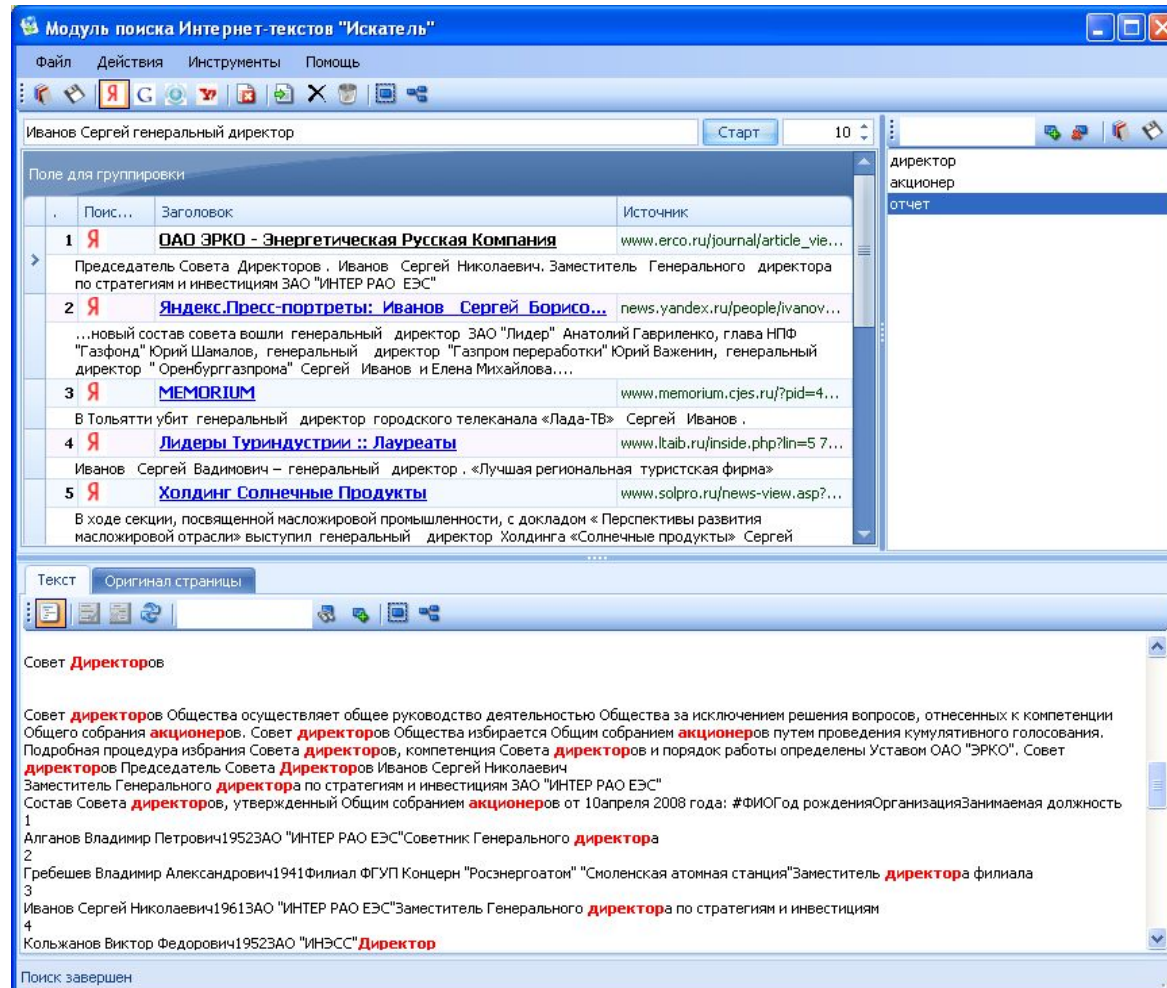 Модуль поиска Интернет-текстов "Искатель"
Файл Действия Инструменты Помощь
Я G
Иванов Сергей генеральный директор Старт 10
Поле для группировки
. Поис... Заголовок Источник
1 Я ОАО ЭРКО - Энергетическая Русская Компания www.erco.ru/journal/article_vie...
Председатель Совета Директоров . Иванов Сергей Николаевич. Заместитель Генерального директора
по стратегиям и инвестициям ЗАО "ИНТЕР РАО ЕЭС"
2 Я Яндекс.Пресс-портреты: Иванов Сергей Борисо... news.yandex.ru/people/ivanov...
...новый состав совета вошли генеральный директор ЗАО "Лидер" Анатолий Гавриленко, глава НПФ
"Газфонд" Юрий Шамалов, генеральный директор "Газпром переработки" Юрий Важенин, генеральный
директор " Оренбурггазпрома" Сергей Иванов и Елена Михайлова....
3 Я MEMORIUM www.memorium.cjes.ru/?pid=4...
В Тольятти убит генеральный директор городского телеканала «Лада-ТВ» Сергей Иванов .
4 Я Лидеры Туриндустрии :: Лауреаты www.ltaib.ru/inside.php?lin=5 7...
Иванов Сергей Вадимович – генеральный директор . «Лучшая региональная туристская фирма»
5 Я Холдинг Солнечные Продукты www.solpro.ru/news-view.asp?...
В ходе секции, посвященной масложировой промышленности, с докладом « Перспективы развития
масложировой отрасли» выступил генеральный директор Холдинга «Солнечные продукты» Сергей
директор
акционер
отчет
Текст Оригинал страницы
Совет Директоров
Совет директоров Общества осуществляет общее руководство деятельностью Общества за исключением решения вопросов, отнесенных к компетенции
Общего собрания акционеров. Совет директоров Общества избирается Общим собранием акционеров путем проведения кумулятивного голосования.
Подробная процедура избрания Совета директоров, компетенция Совета директоров и порядок работы определены Уставом ОАО "ЭРКО". Совет
директоров Председатель Совета Директоров Иванов Сергей Николаевич
Заместитель Генерального директора по стратегиям и инвестициям ЗАО "ИНТЕР РАО ЕЭС"
Состав Совета директоров, утвержденный Общим собранием акционеров от 10апреля 2008 года: #ФИОГод рожденияОрганизацияЗанимаемая должность
1
Алганов Владимир Петрович1952ЗАО "ИНТЕР РАО ЕЭС"Советник Генерального директора
2
Гребешев Владимир Александрович1941Филиал ФГУП Концерн "Росэнергоатом" "Смоленская атомная станция"Заместитель директора филиала
3
Иванов Сергей Николаевич1961ЗАО "ИНТЕР РАО ЕЭС"Заместитель Генерального директора по стратегиям и инвестициям
4
Кольжанов Виктор Федорович1952ЗАО "ИНЭСС"Директор
Поиск завершен